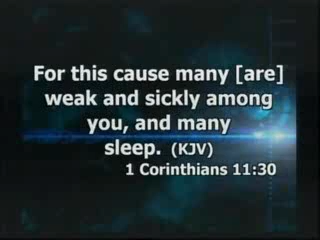 For this cause many [are]
weak and sickly among
you, and many
sleep. (KJV)
1 Corinthians 11:30